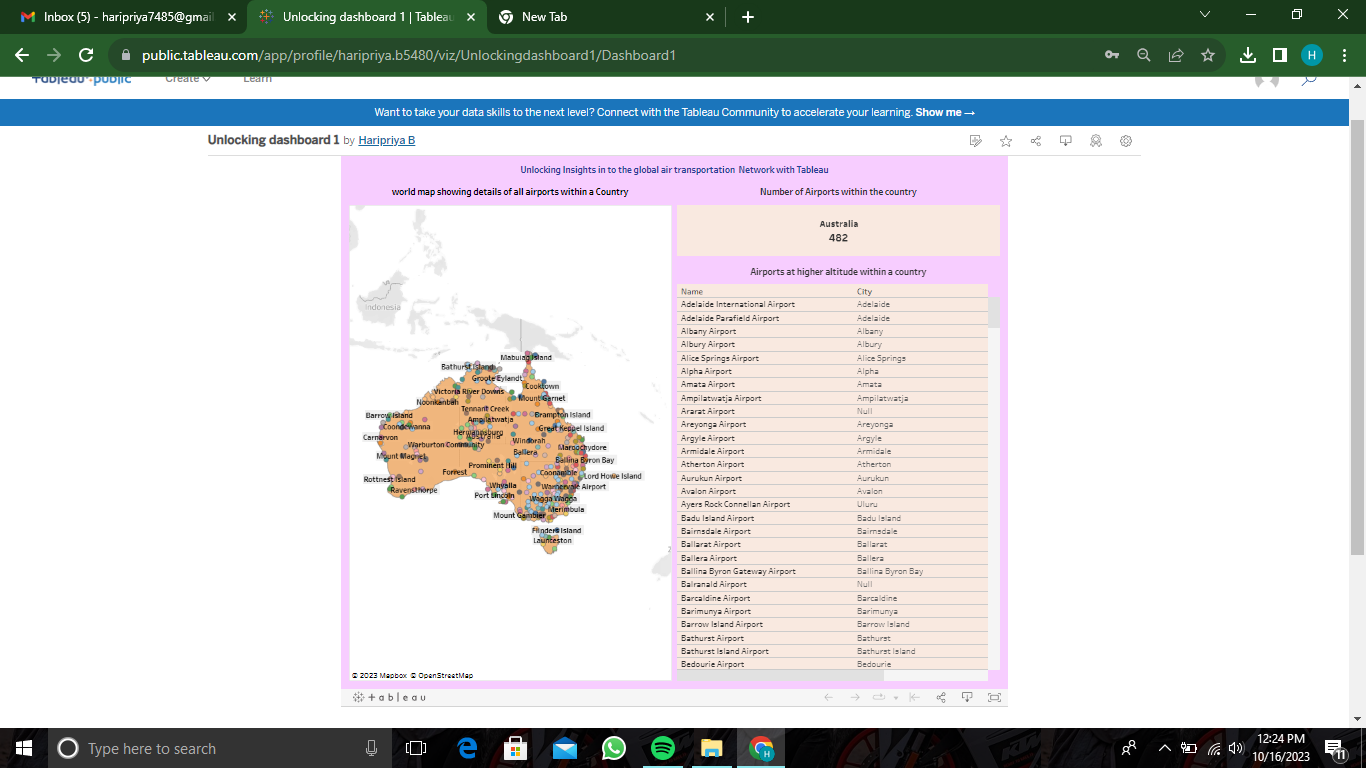 Inbox (5) - haripriya7485@gmail
Unlocking dashboard 1 | Tableau
New Tab
public.tableau.com/app/profile/haripriya.b5480/viz/Unlockingdashboard1/Dashboard1
H
tableau public
Create
Learn
Want to take your data skills to the next level? Connect with the Tableau Community to accelerate your learning. Show me →
Unlocking dashboard 1 by Haripriya B
Unlocking Insights in to the global air transportation Network with Tableau
world map showing details of all airports within a Country
Number of Airports within the country
Australia
482
Airports at higher altitude within a country
Indonesia
Mabuiag Island
Bathurst Island
Groote Eylandt
Cooktown
Victoria River Downs
Mount Garnet
Noonkanbah
Tennant Creek
Barrow Island
Ampilatwatja
Brampton Island
Coondewanna
Great Keppel Island
Hermannsburg
Australia
Carnarvon
Windorah
Warburton Community
Maroochydore
Ballera
Mount Magnet
Ballina Byron Bay
Prominent Hill
Forrest
Coonamble
Lord Howe Island
Rottnest Island
Whyalla
Warnervale Airport
Ravensthorpe
Port Lincoln
Wagga Wagga
Merimbula
Mount Gambier
Flinders Island
Launceston
© 2023 Mapbox © OpenStreetMap
Name City
Adelaide International Airport Adelaide
Adelaide Parafield Airport Adelaide
Albany Airport Albany
Albury Airport Albury
Alice Springs Airport Alice Springs
Alpha Airport Alpha
Amata Airport Amata
Ampilatwatja Airport Ampilatwatja
Ararat Airport Null
Areyonga Airport Areyonga
Argyle Airport Argyle
Armidale Airport Armidale
Atherton Airport Atherton
Aurukun Airport Aurukun
Avalon Airport Avalon
Ayers Rock Connellan Airport Uluru
Badu Island Airport Badu Island
Bairnsdale Airport Bairnsdale
Ballarat Airport Ballarat
Ballera Airport Ballera
Ballina Byron Gateway Airport Ballina Byron Bay
Balranald Airport Null
Barcaldine Airport Barcaldine
Barimunya Airport Barimunya
Barrow Island Airport Barrow Island
Bathurst Airport Bathurst
Bathurst Island Airport Bathurst Island
Bedourie Airport Bedourie
+ableau
Type here to search
H
12:24 PM
10/16/2023
11